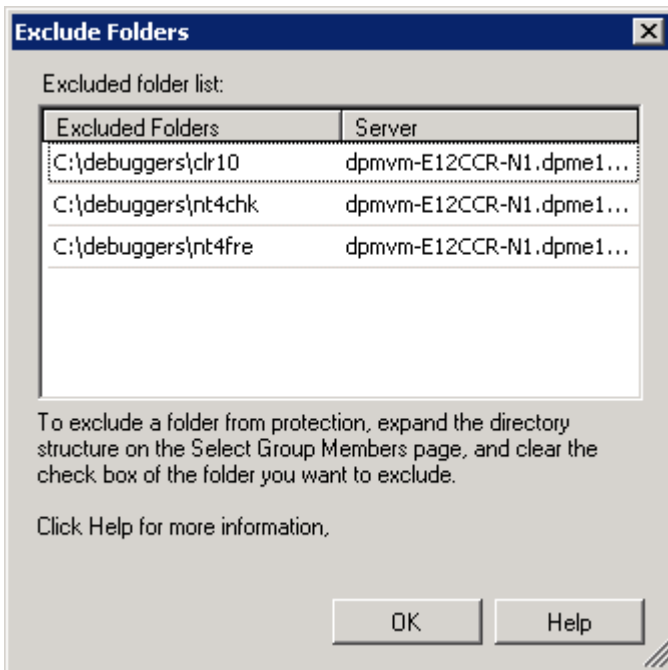 Exclude Folders
Excluded folder list:
Excluded Folders Server
C:\debuggers\clr10 dpmvm-E12CCR-N1.dpme1...
C:\debuggers\nt4chk dpmvm-E12CCR-N1.dpme1...
C:\debuggers\nt4fre dpmvm-E12CCR-N1.dpme1...
To exclude a folder from protection, expand the directory
structure on the Select Group Members page, and clear the
check box of the folder you want to exclude.
Click Help for more information,
OK Help